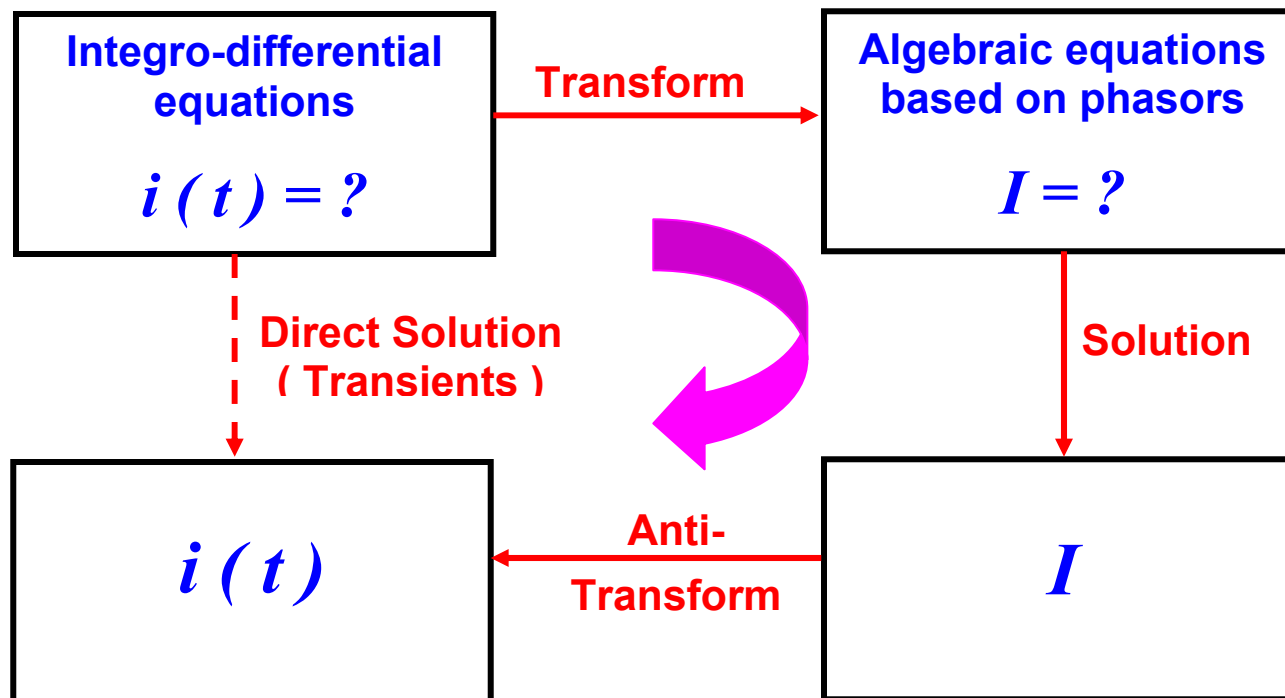 Integro-differential
equations
i ( t ) = ?
Transform
Algebraic equations
based on phasors
I = ?
Direct Solution
( Transients )
Solution
i ( t )
Anti-
Transform
I